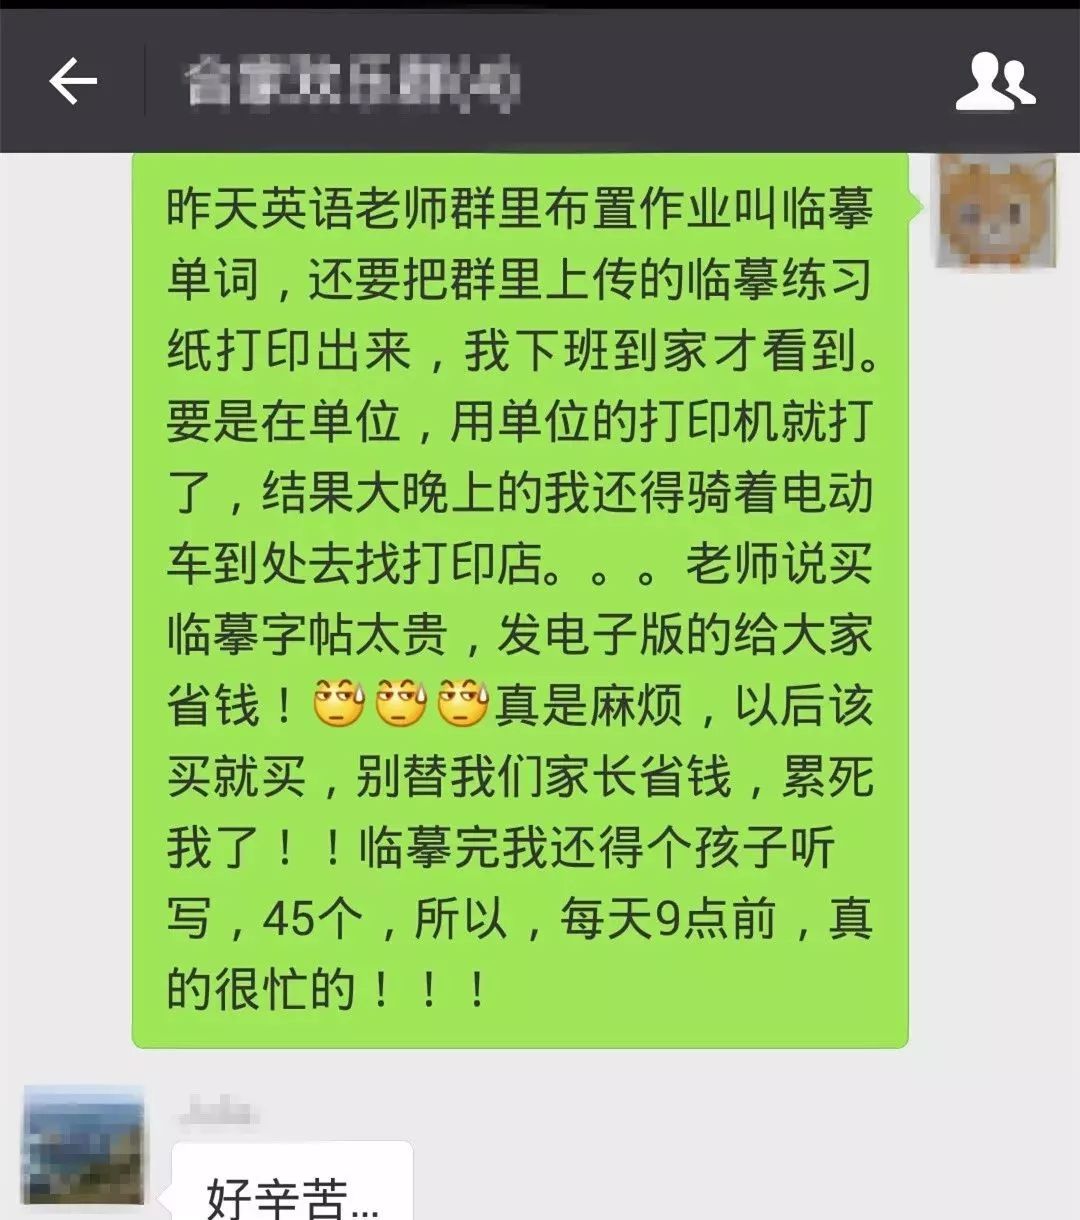 昨天英语老师群里布置作业叫临摹
单词，还要把群里上传的临摹练习
纸打印出来，我下班到家才看到。
要是在单位，用单位的打印机就打
了，结果大晚上的我还得骑着电动
车到处去找打印店。。。老师说买
临摹字帖太贵，发电子版的给大家
省钱！真是麻烦，以后该
买就买，别替我们家长省钱，累死
我了！！临摹完我还得个孩子听
写，45个，所以，每天9点前，真
的很忙的！！！
好辛苦...